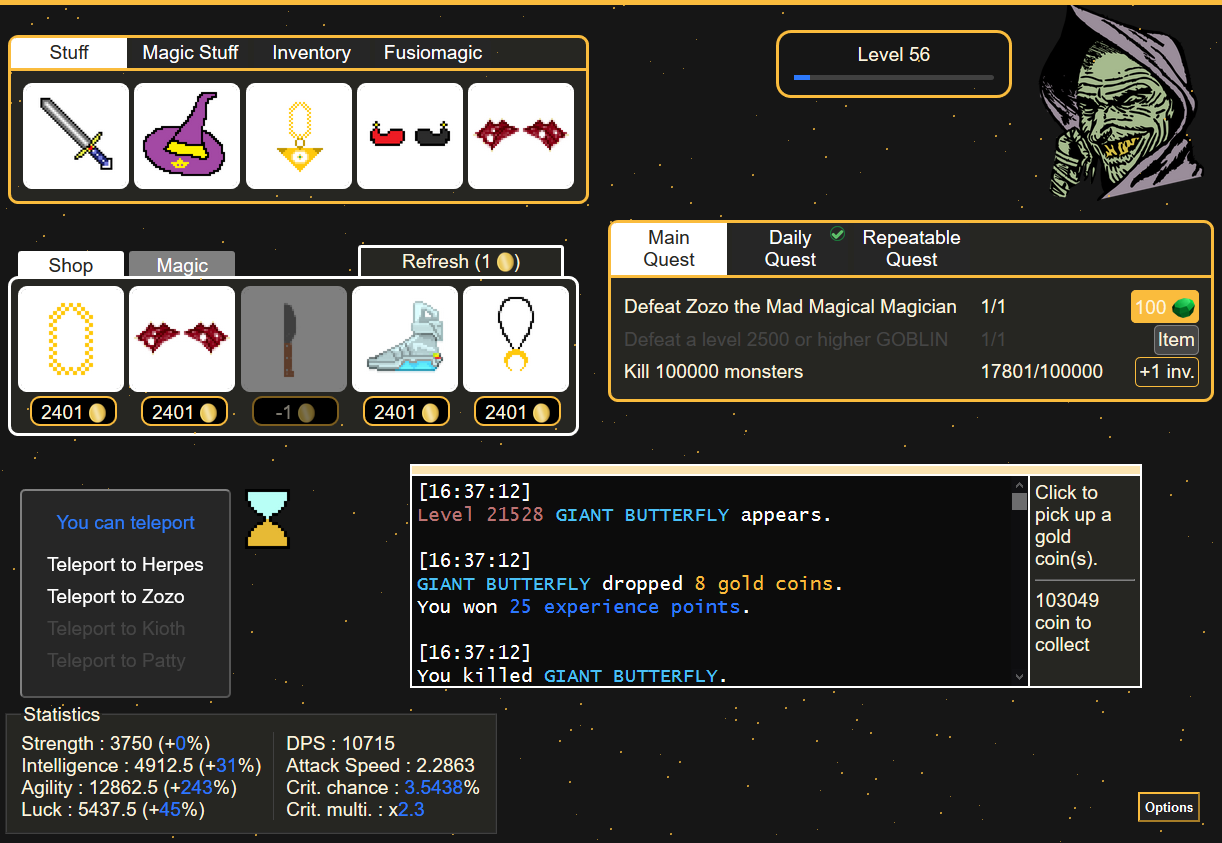 Stuff
Magic Stuff
Inventory
Fusiomagic
Level 56
Shop
Magic
Refresh (1 )
2401
2401
-1
2401
2401
Main Quest
Daily Quest
Repeatable Quest
Defeat Zozo the Mad Magical Magician 1/1 100
Defeat a level 2500 or higher GOBLIN 1/1 Item
Kill 100000 monsters 17801/100000 +1 inv.
You can teleport
Teleport to Herpes
Teleport to Zozo
Teleport to Kioth
Teleport to Patty
[16:37:12]
Level 21528 GIANT BUTTERFLY appears.
[16:37:12]
GIANT BUTTERFLY dropped 8 gold coins.
You won 25 experience points.
[16:37:12]
You killed GIANT BUTTERFLY.
Click to
pick up a
gold
coin(s).
103049
coin to
collect
Statistics
Strength : 3750 (+0%)
Intelligence : 4912.5 (+31%)
Agility : 12862.5 (+243%)
Luck : 5437.5 (+45%)
DPS : 10715
Attack Speed : 2.2863
Crit. chance : 3.5438%
Crit. multi. : x2.3
Options